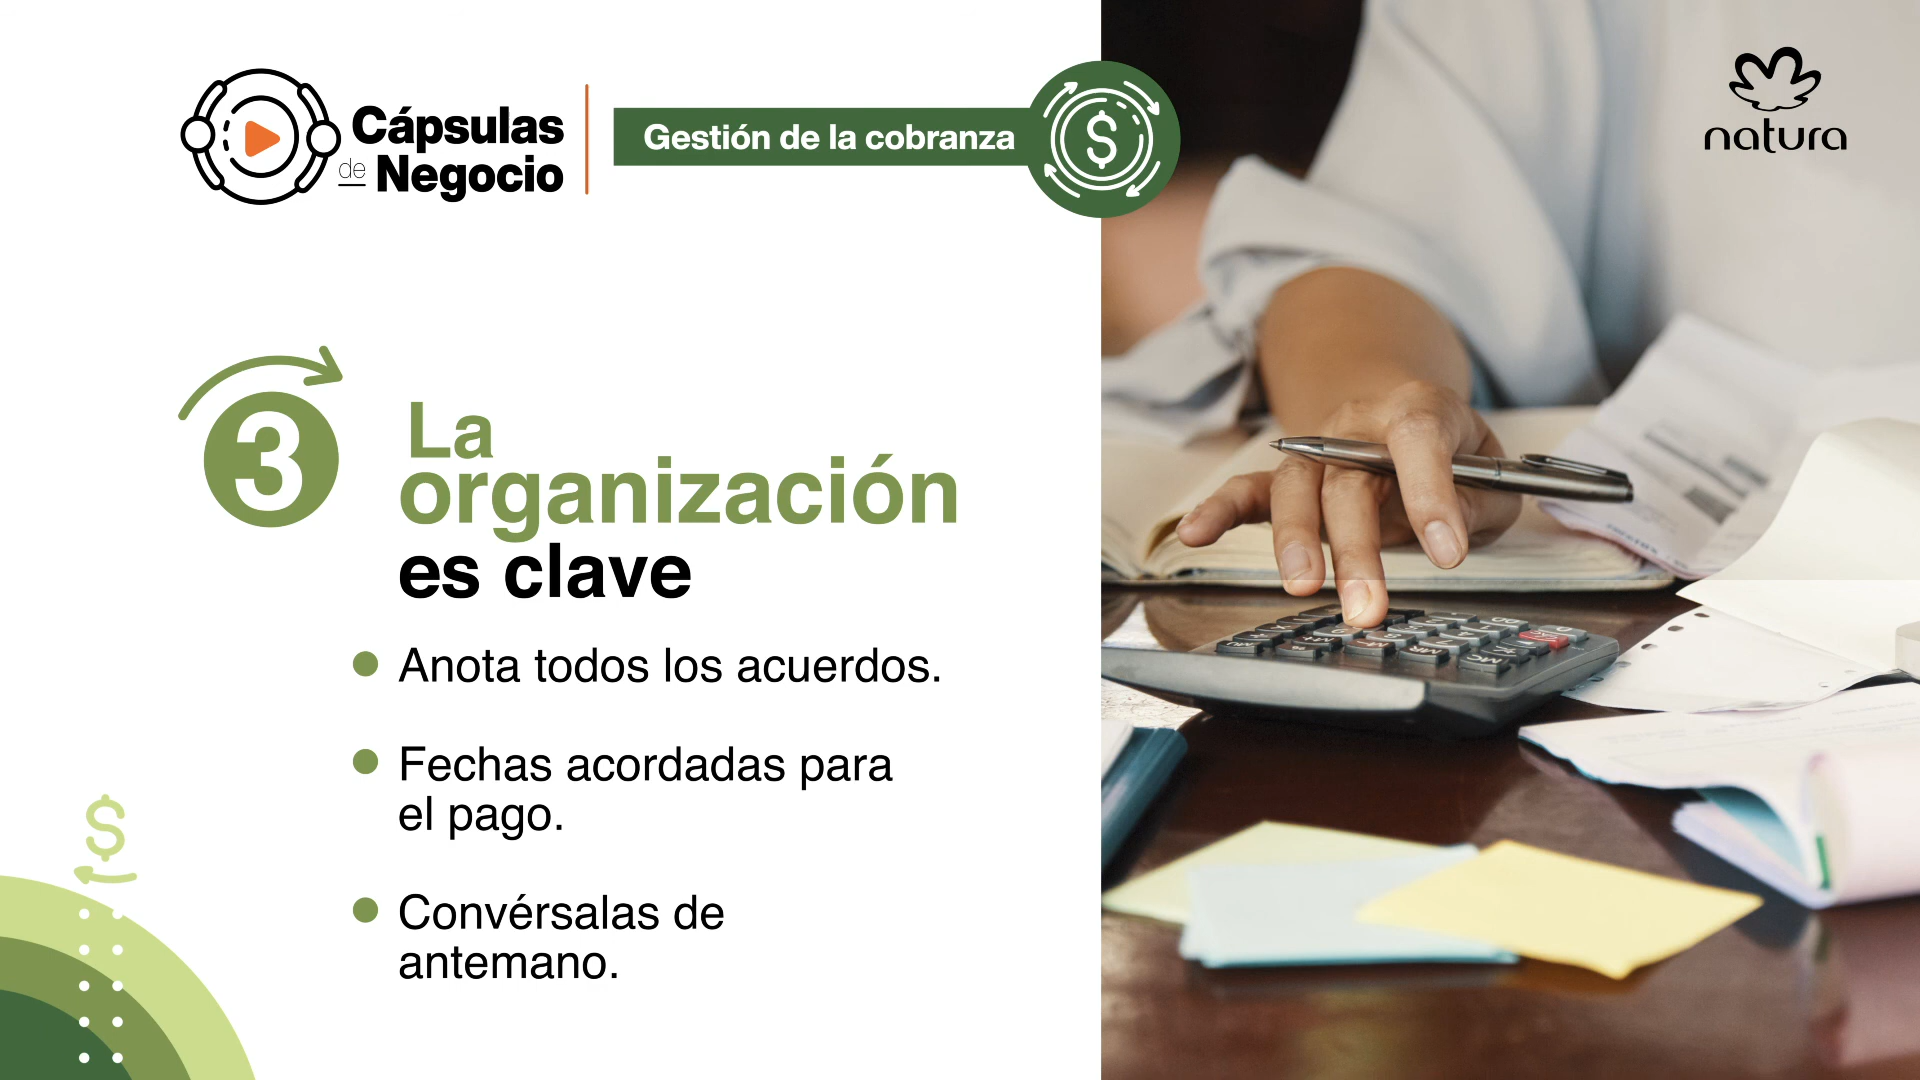 Cápsulas
de Negocio
Gestión de la cobranza
$
natura
3
La
organización
es clave
Anota todos los acuerdos.
Fechas acordadas para
el pago.
Convérsalas de
antemano.
$